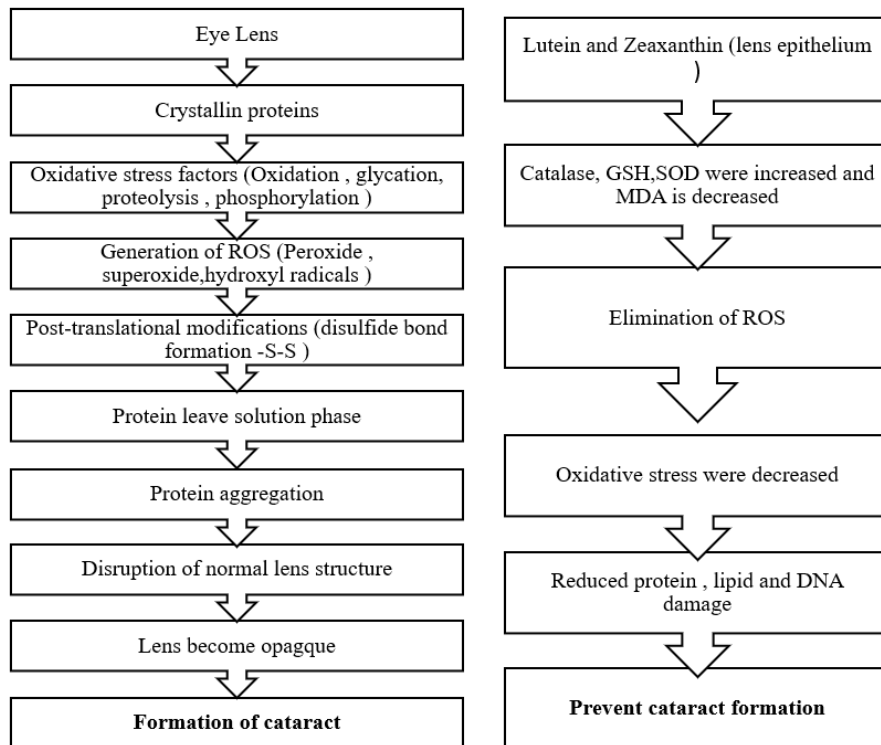 Eye Lens
Crystallin proteins
Oxidative stress factors (Oxidation , glycation,
proteolysis , phosphorylation )
Generation of ROS (Peroxide ,
superoxide,hydroxyl radicals )
Post-translational modifications (disulfide bond
formation -S-S )
Protein leave solution phase
Protein aggregation
Disruption of normal lens structure
Lens become opagque
Formation of cataract
Lutein and Zeaxanthin (lens epithelium
)
Catalase, GSH,SOD were increased and
MDA is decreased
Elimination of ROS
Oxidative stress were decreased
Reduced protein , lipid and DNA
damage
Prevent cataract formation